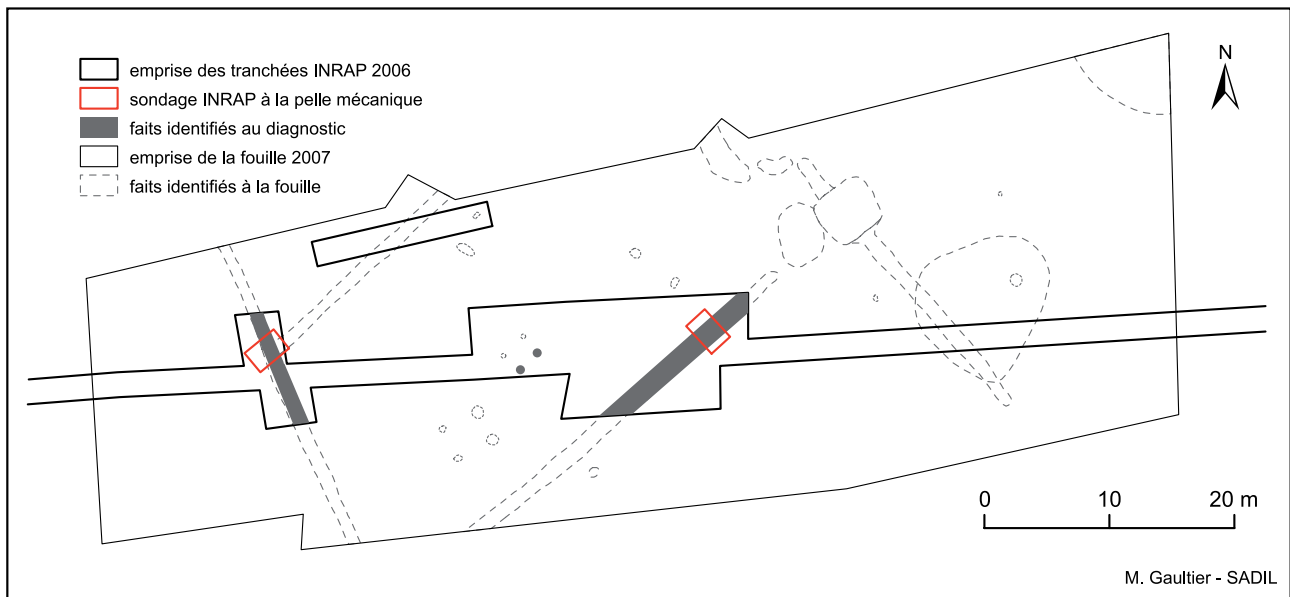 emprise des tranchées INRAP 2006
sondage INRAP à la pelle mécanique
faits identifiés au diagnostic
emprise de la fouille 2007
faits identifiés à la fouille
N
0 10 20 m
M. Gaultier - SADIL